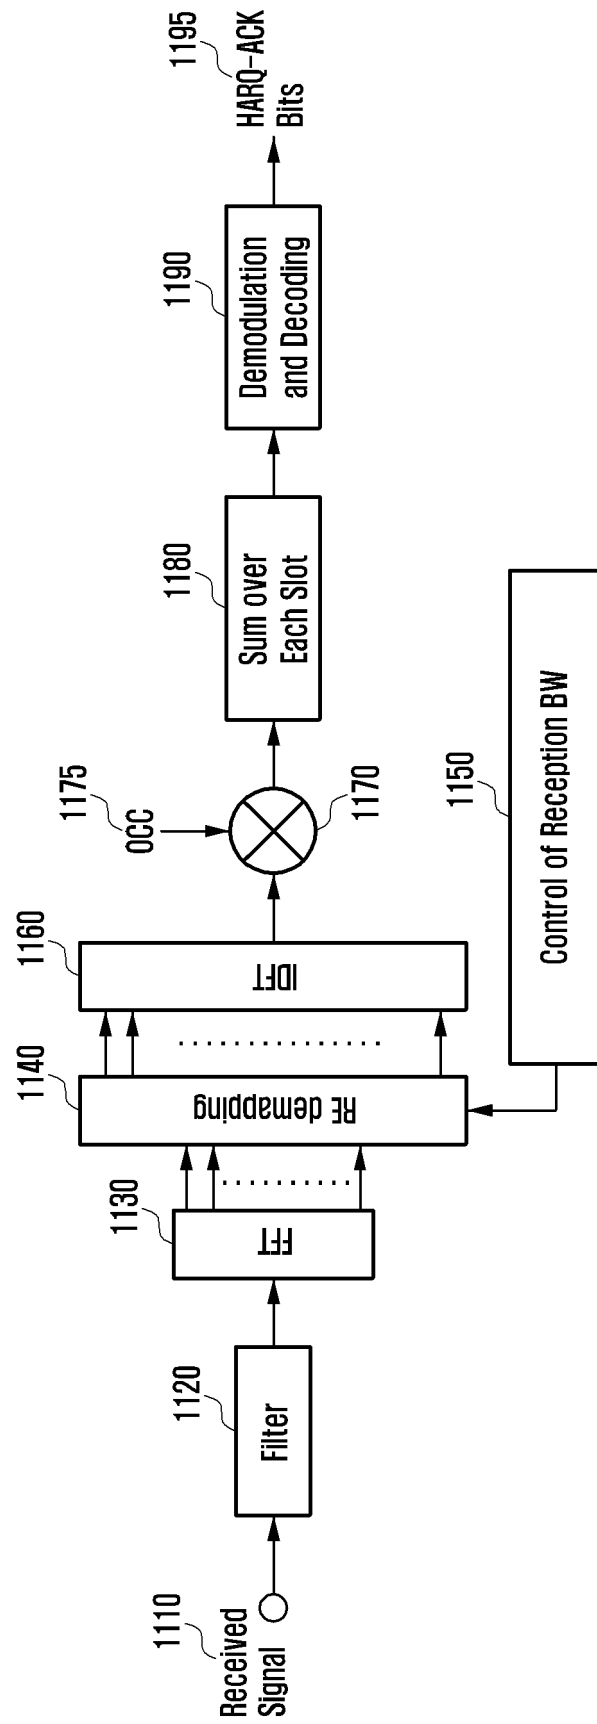 1110
Received
Signal
1120
Filter
1130
FFT
1140
RE demapping
1150
Control of Reception BW
1160
IDFT
1175
OCC
1170
1180
Sum over
Each Slot
1190
Demodulation
and Decoding
1195
HARQ-ACK
Bits